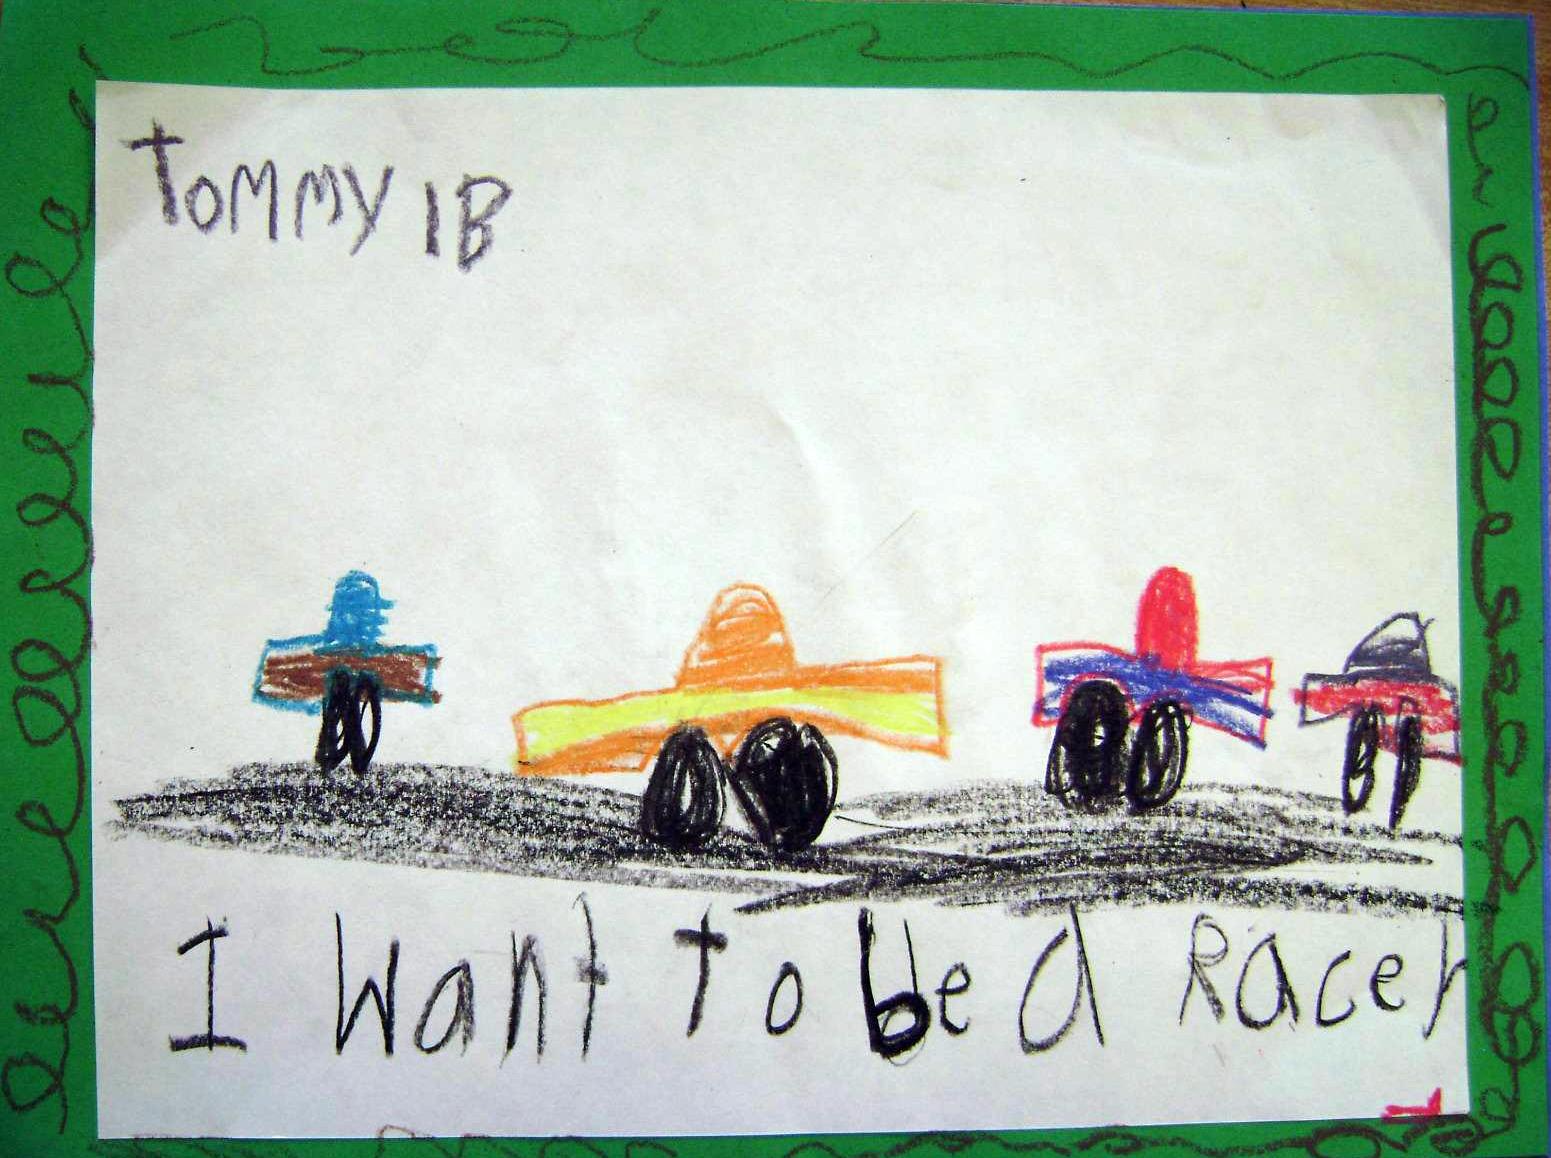 Tommy 1B
I want to be a Racer